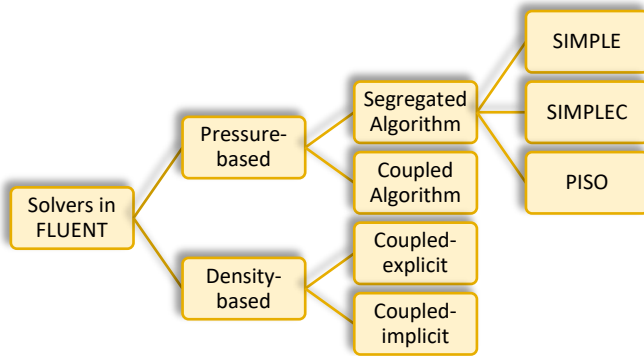 Solvers in
FLUENT
Pressure-
based
Segregated
Algorithm
SIMPLE
SIMPLEC
PISO
Coupled
Algorithm
Density-
based
Coupled-
explicit
Coupled-
implicit